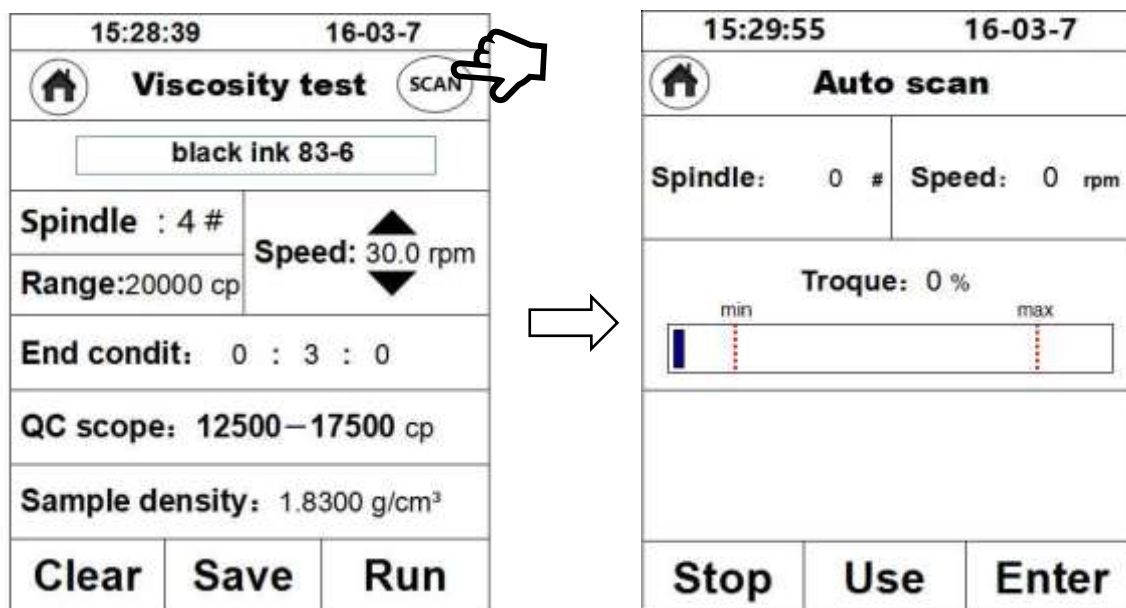 15:28:39 16-03-7
Viscosity test SCAN
black ink 83-6
Spindle : 4 #
Speed: 30.0 rpm
Range:20000 cp
End condit: 0 : 3 : 0
QC scope: 12500－17500 cp
Sample density: 1.8300 g/cm³
Clear Save Run
15:29:55 16-03-7
Auto scan
Spindle: 0 # Speed: 0 rpm
Troque: 0 %
min max
Stop Use Enter